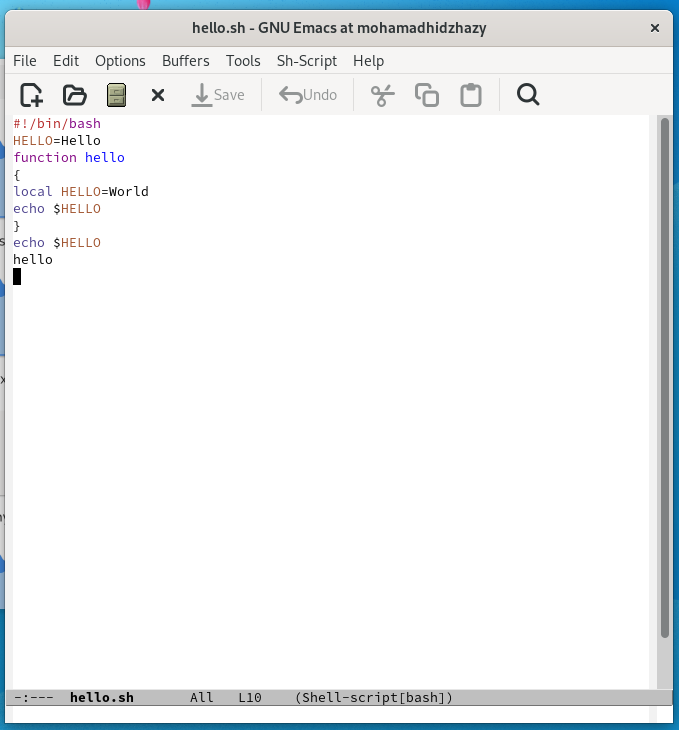 hello.sh - GNU Emacs at mohamadhidzhazy
File Edit Options Buffers Tools Sh-Script Help
Save Undo
#!/bin/bash
HELLO=Hello
function hello
{
local HELLO=World
echo $HELLO
}
echo $HELLO
hello
-:--- hello.sh All L10 (Shell-script[bash])